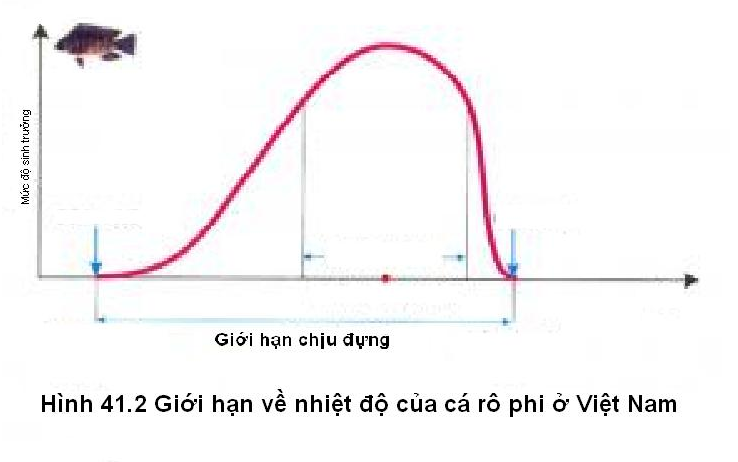 Mức độ sinh trưởng
Giới hạn chịu đựng
Hình 41.2 Giới hạn về nhiệt độ của cá rô phi ở Việt Nam